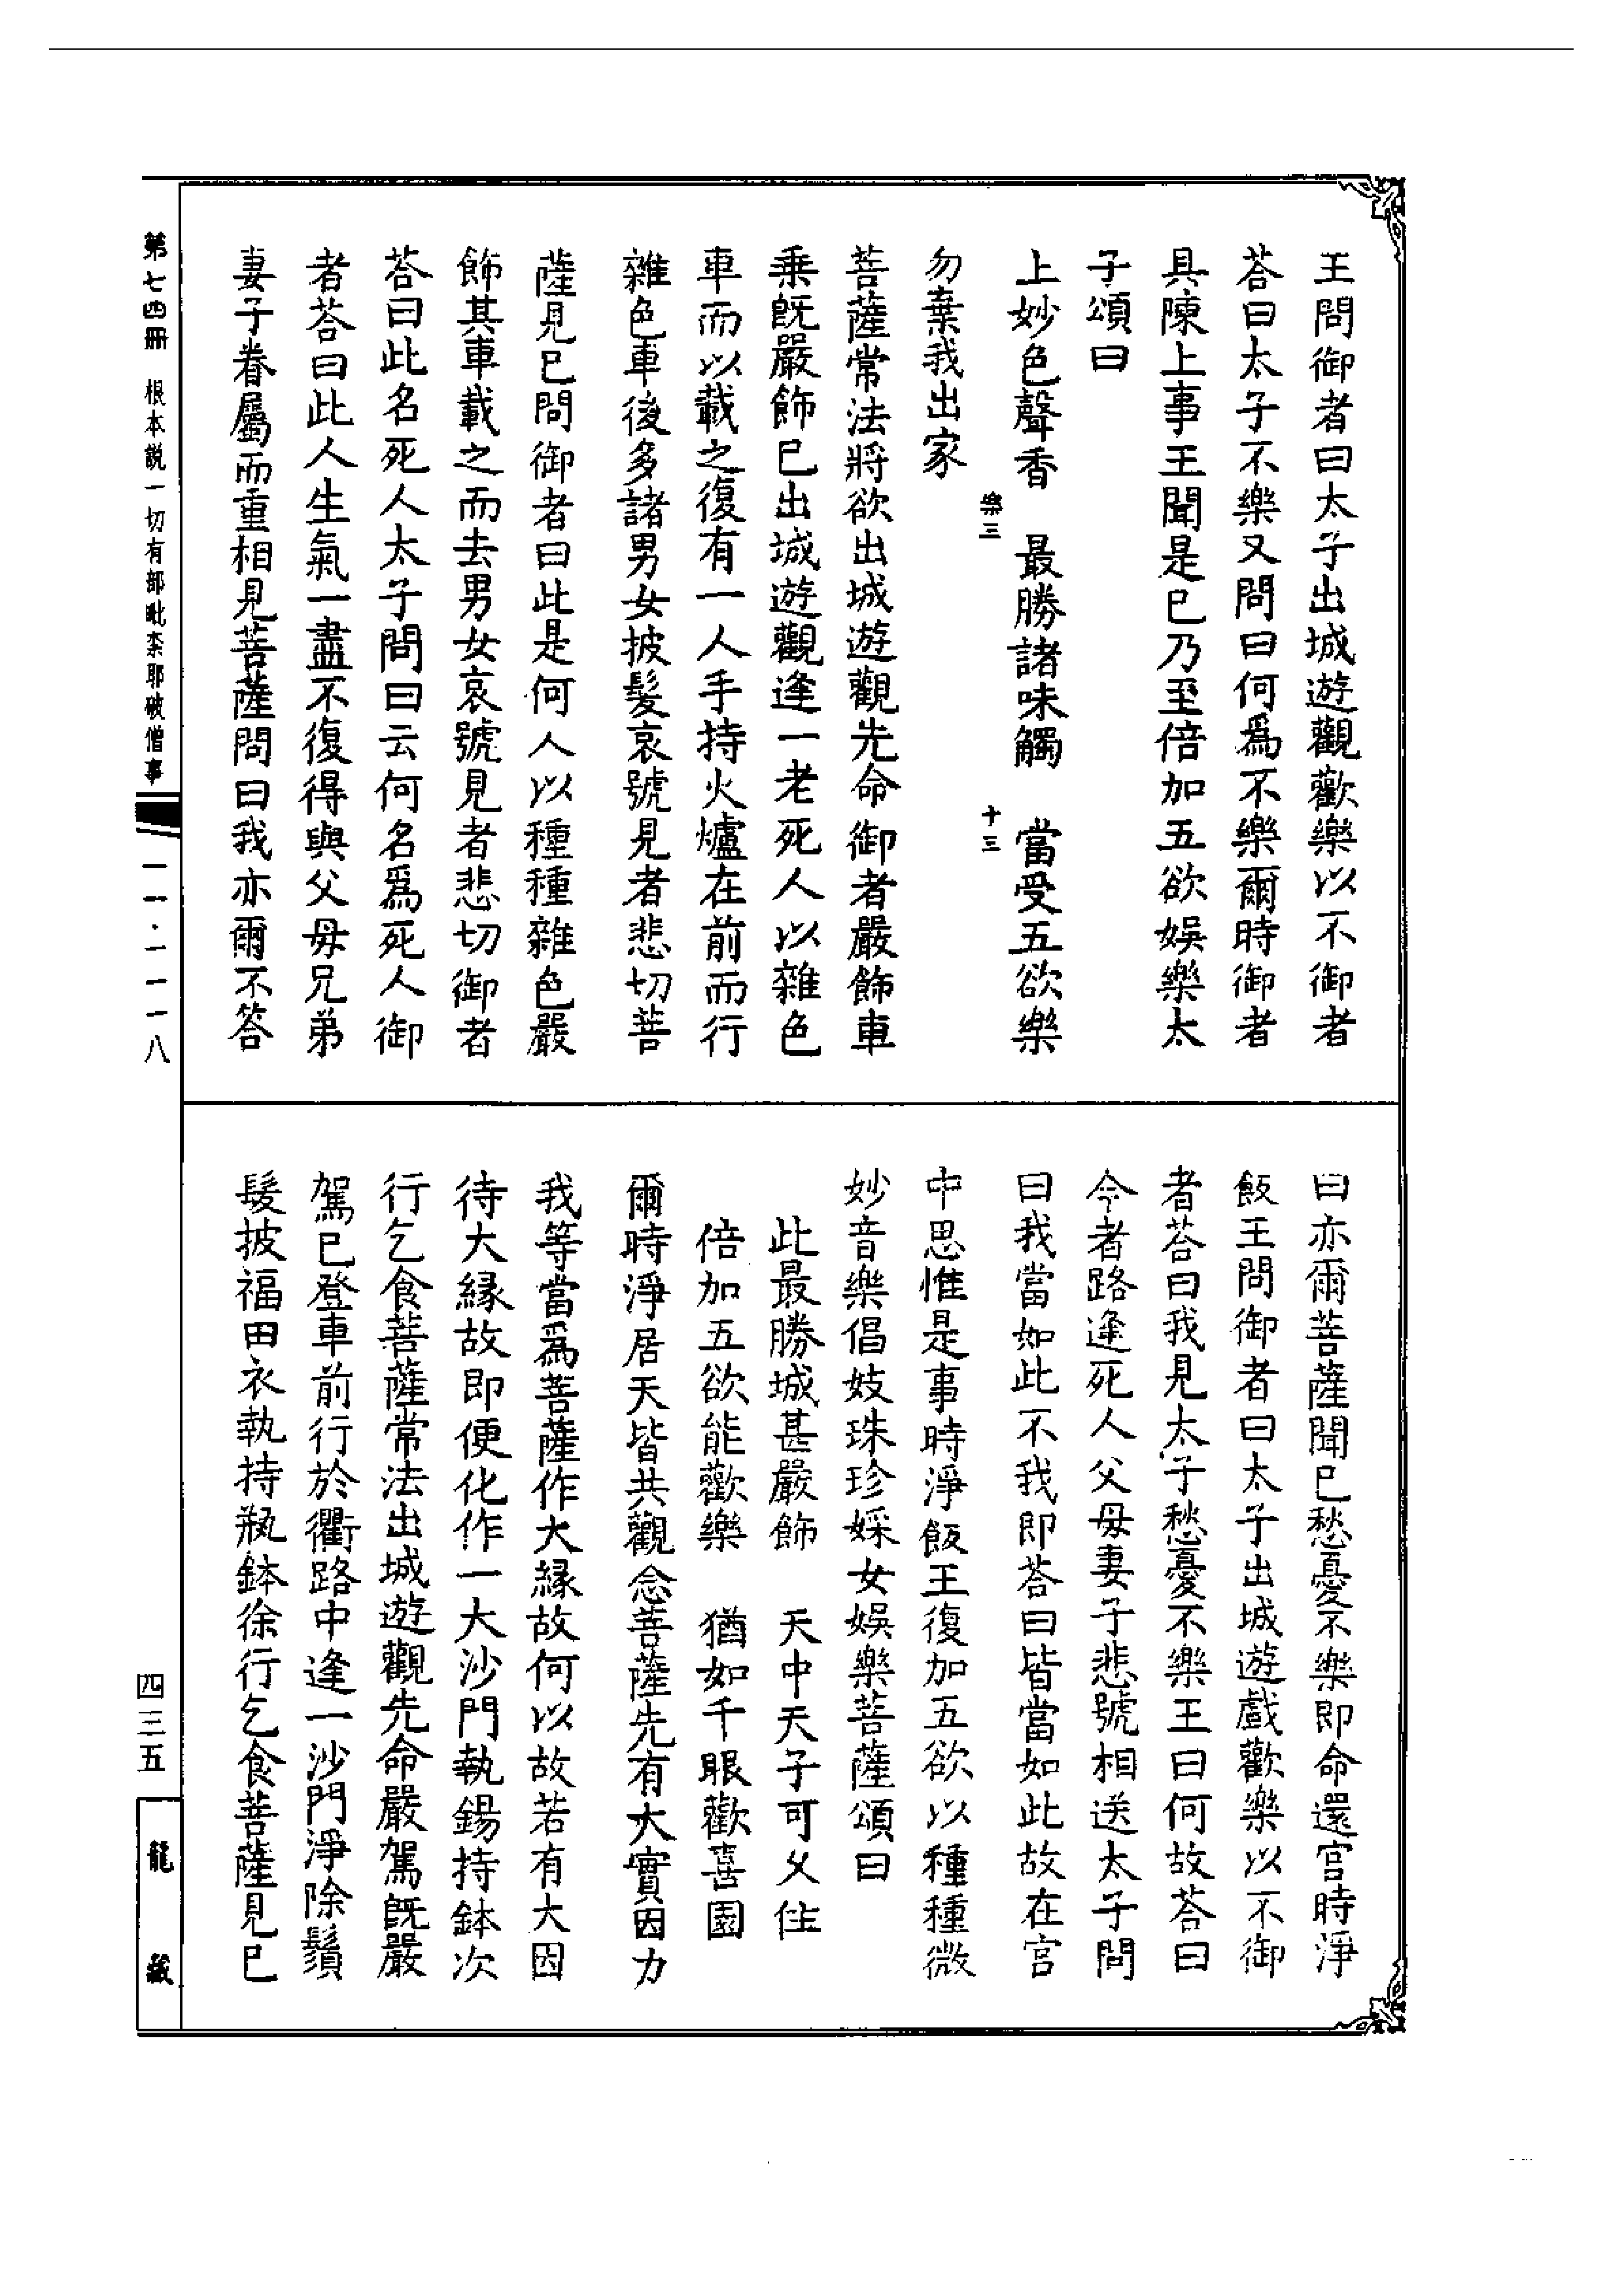 王問御者曰太子出城遊觀歡樂以不御者
荅曰太子不樂又問曰何爲不樂爾時御者
具陳上事王聞是已乃至倍加五欲娛樂太
子頌曰
上妙色聲香　最勝諸味觸　當受五欲樂
樂三　十三
勿棄我出家
菩薩常法將欲出城遊觀先命御者嚴飾車
乗旣嚴飾已出城遊觀逢一老死人以雜色
車而以載之復有一人手持火爐在前而行
雜色車後多諸男女披髮哀號見者悲切菩
薩見已問御者曰此是何人以種種雜色嚴
飾其車載之而去男女哀號見者悲切御者
荅曰此名死人太子問曰云何名爲死人御
者荅曰此人生氣一盡不復得與父母兄弟
妻子眷屬而重相見菩薩問曰我亦爾不答
曰亦爾菩薩聞已愁憂不樂即命還宫時淨
飯王問御者曰太子出城遊戲歡樂以不御
者荅曰我見太子愁憂不樂王曰何故荅曰
今者路逢死人父母妻子悲號相送太子問
曰我當如此不我即荅曰皆當如此故在宫
中思惟是事時淨飯王復加五欲以種種微
妙音樂倡妓珠珍婇女娛樂菩薩頌曰
此最勝城甚嚴飾　天中天子可久住
倍加五欲能歡樂　猶如千眼歡喜園
爾時淨居天皆共觀念菩薩先有大實因力
我等當爲菩薩作大縁故何以故若有大因
待大縁故即便化作一大沙門執錫持鉢次
行乞食菩薩常法出城遊觀先命嚴駕旣嚴
駕已登車前行於衢路中逢一沙門淨除鬚
髮披福田衣執持瓶鉢徐行乞食菩薩見已
第七四冊　根本説一切有部毗柰耶破僧事
一一·一一一八
四三五
龍藏